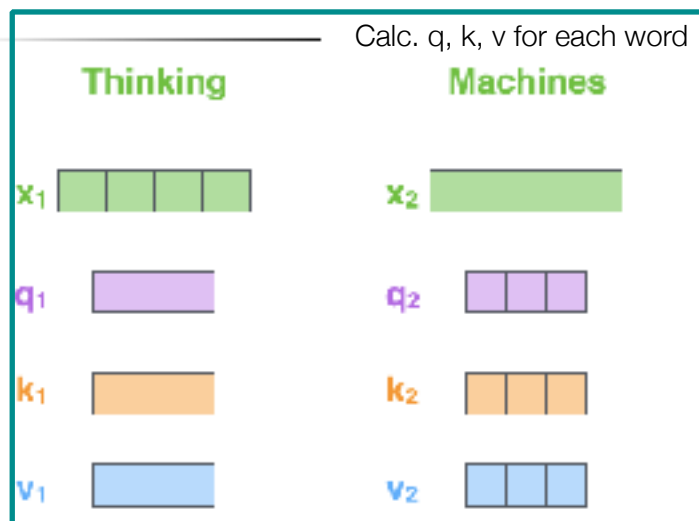 Calc. q, k, v for each word
Thinking Machines
x₁ x₂
q₁ q₂
k₁ k₂
v₁ v₂